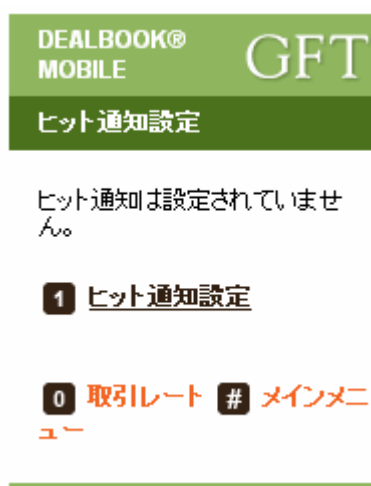 DEALBOOK® GFT
MOBILE
ヒット通知設定
ヒット通知は設定されていませ
ん。
1 ヒット通知設定
0 取引レート # メインメニ
ュー